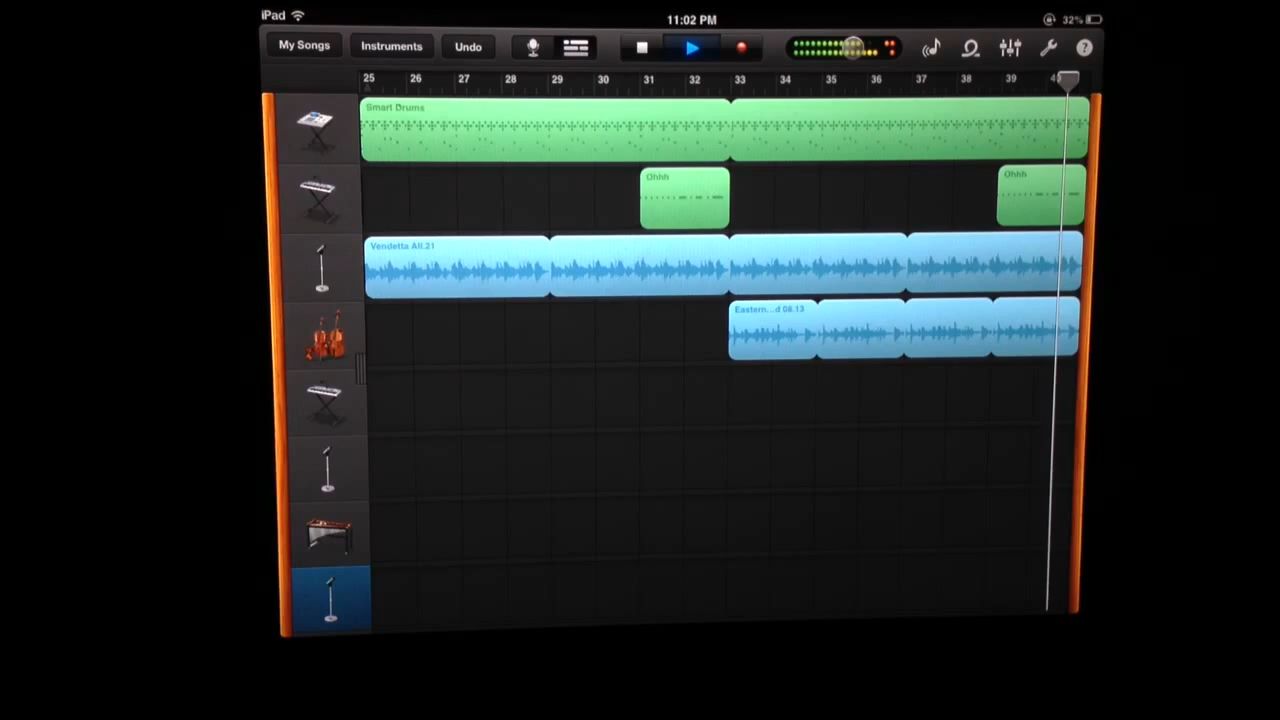 iPad 11:02 PM 32%
My Songs Instruments Undo ?
25 26 27 28 29 30 31 32 33 34 35 36 37 38 39
Smart Drums
Ohhh Ohhh
Vendetta All.21
Eastern...d 08.13